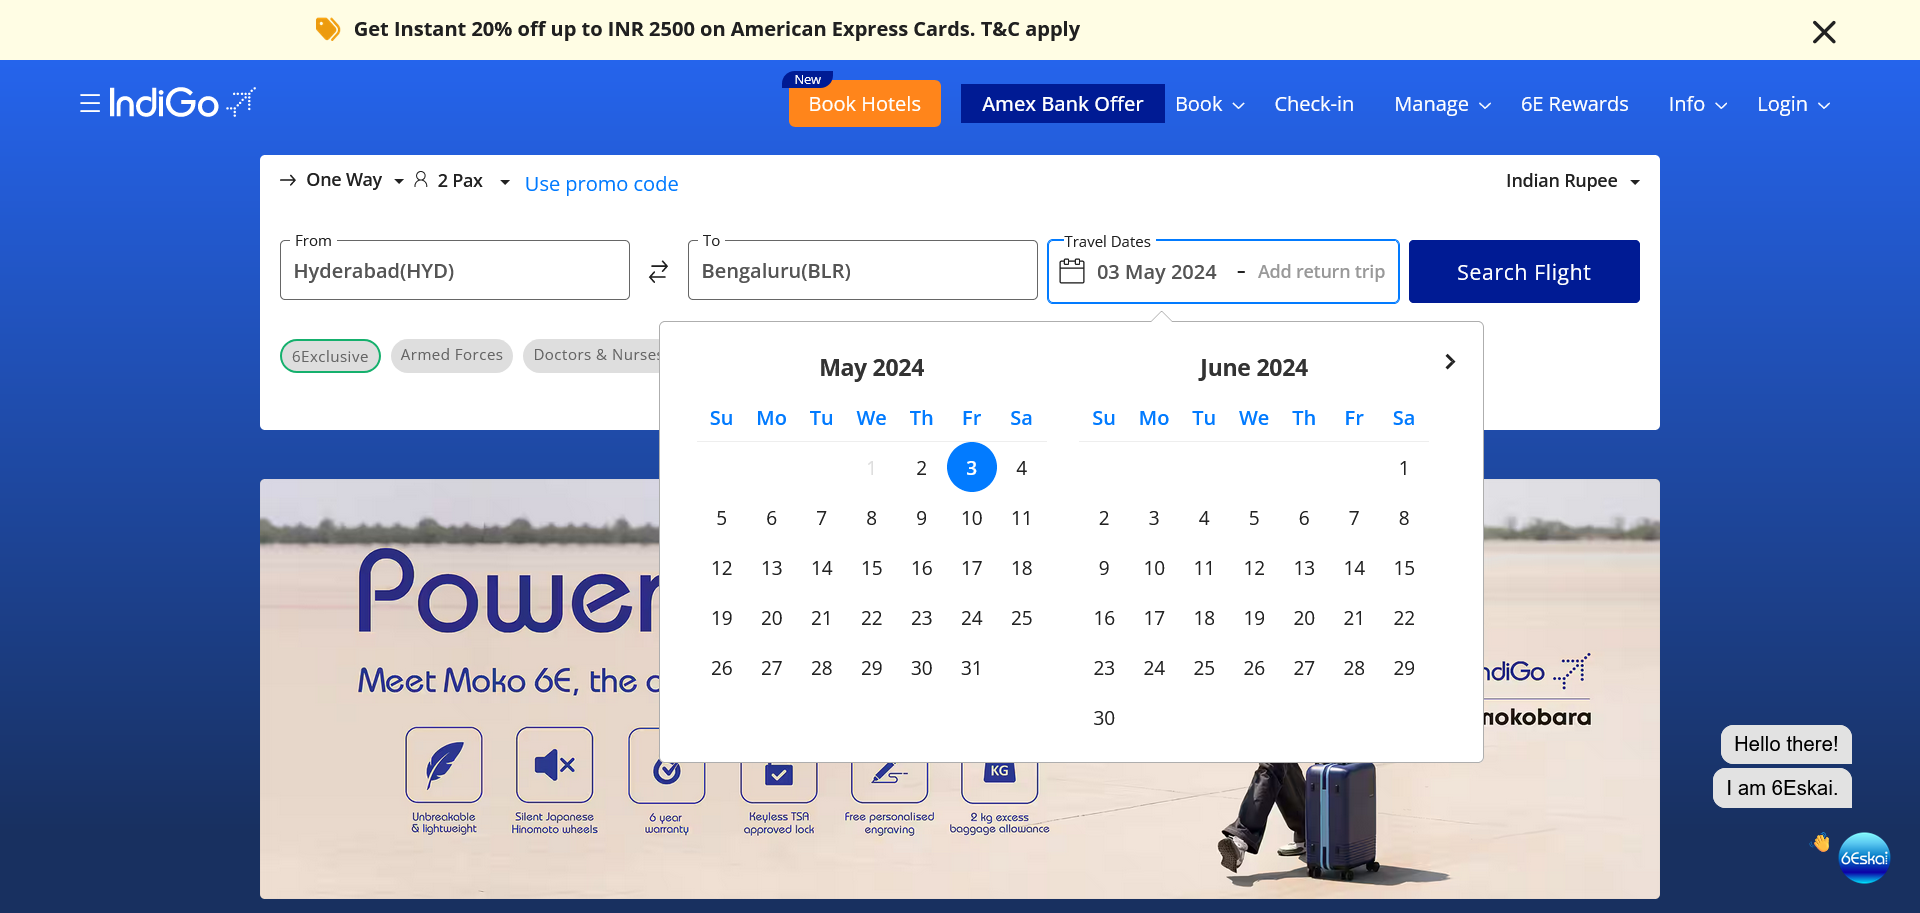 Get Instant 20% off up to INR 2500 on American Express Cards. T&C apply
IndiGo
New
Book Hotels
Amex Bank Offer
Book
Check-in
Manage
6E Rewards
Info
Login
One Way
2 Pax
Use promo code
Indian Rupee
From
Hyderabad(HYD)
To
Bengaluru(BLR)
Travel Dates
03 May 2024 - Add return trip
Search Flight
6Exclusive
Armed Forces
Doctors & Nurses
May 2024
Su Mo Tu We Th Fr Sa
1 2 3 4
5 6 7 8 9 10 11
12 13 14 15 16 17 18
19 20 21 22 23 24 25
26 27 28 29 30 31
June 2024
Su Mo Tu We Th Fr Sa
1
2 3 4 5 6 7 8
9 10 11 12 13 14 15
16 17 18 19 20 21 22
23 24 25 26 27 28 29
30
Power
Meet Moko 6E, the
ndiGo
mokobara
KG
Unbreakable
& lightweight
Silent Japanese
Hinomoto wheels
6 year
warranty
Keyless TSA
approved lock
Free personalised
engraving
2 kg excess
baggage allowance
Hello there!
I am 6Eskai.
6Eskai